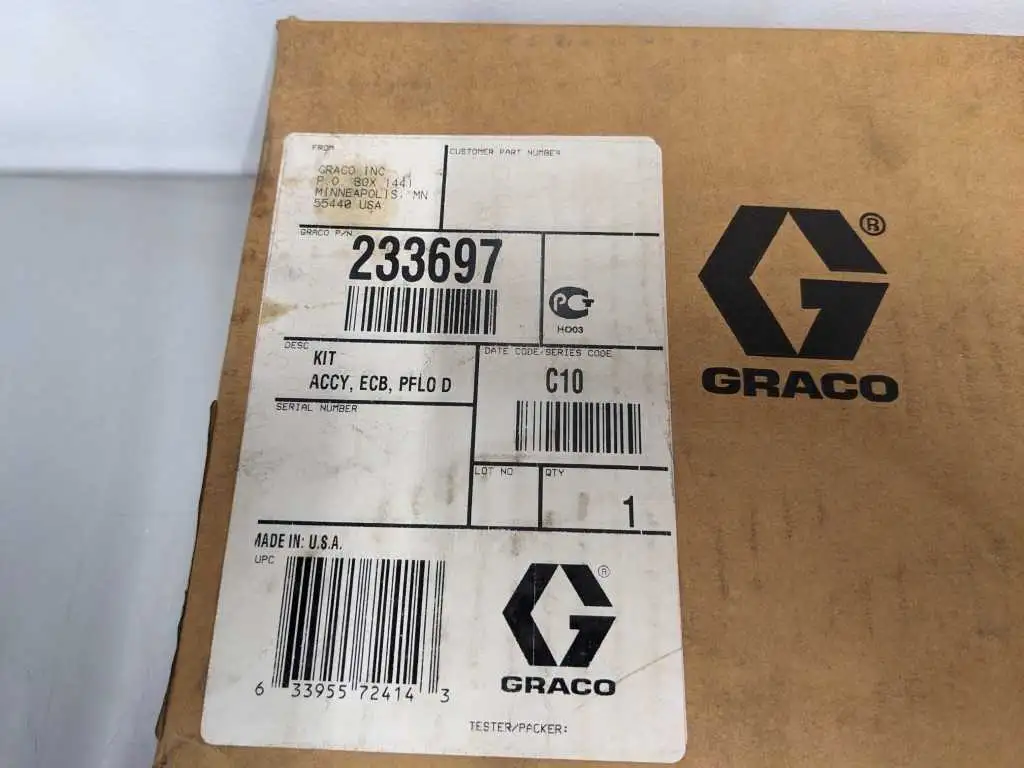 FROM
GRACO INC
P.O. BOX 1441
MINNEAPOLIS, MN
55440 USA
CUSTOMER PART NUMBER
GRACO P/N
233697
PCT
HO03
DESC
KIT
ACCY, ECB, PFLO D
DATE CODE/SERIES CODE
C10
SERIAL NUMBER
LOT NO
QTY
1
MADE IN: U.S.A.
UPC
6 33955 72414 3
G®
GRACO
TESTER/PACKER:
G®
GRACO